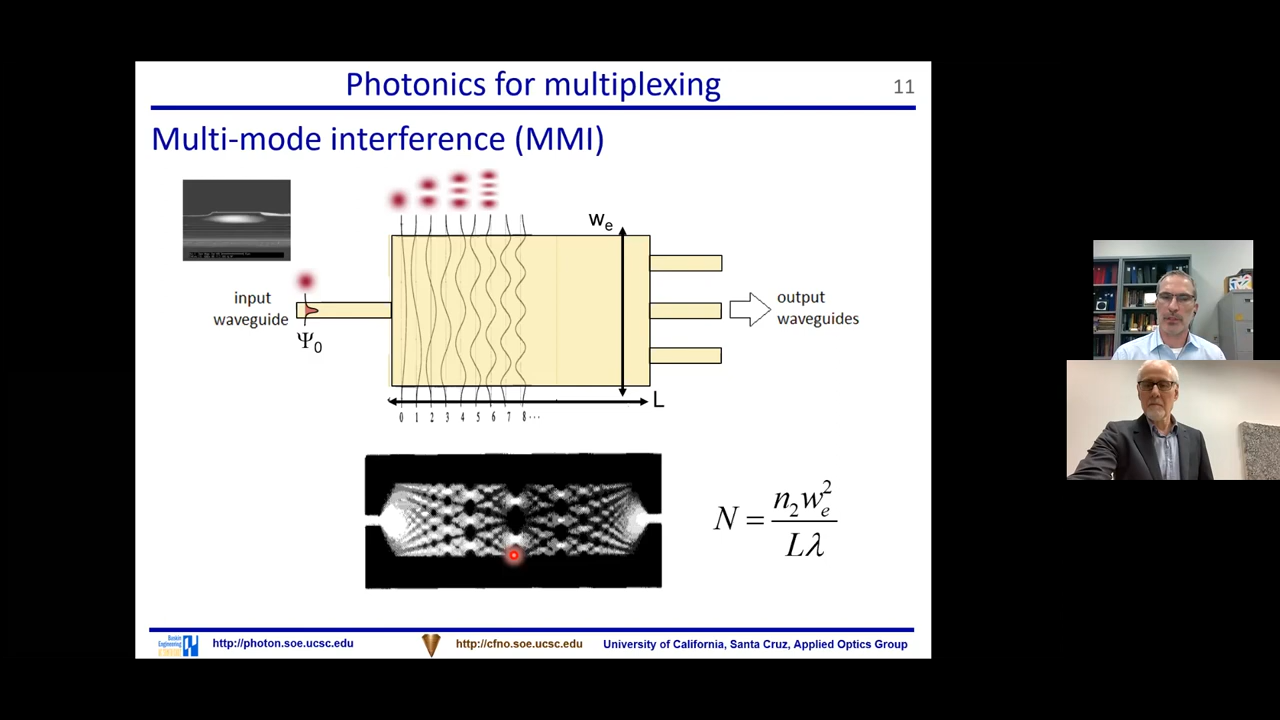 Photonics for multiplexing
11
Multi-mode interference (MMI)
wₑ
input
waveguide
Ψ₀
output
waveguides
L
0 1 2 3 4 5 6 7 8 ...
N = n₂wₑ² / Lλ
Baskin
Engineering
http://photon.soe.ucsc.edu
http://cfno.soe.ucsc.edu
University of California, Santa Cruz, Applied Optics Group